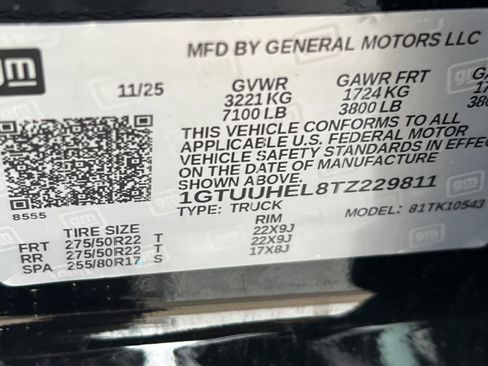 gm
MFD BY GENERAL MOTORS LLC
11/25 GVWR GAWR FRT
3221 KG 1724 KG
7100 LB 3800 LB
THIS VEHICLE CONFORMS TO ALL
APPLICABLE U.S. FEDERAL MOTOR
VEHICLE SAFETY STANDARDS IN EFFE
ON THE DATE OF MANUFACTURE
SHOWN ABOVE.
1GTUUHEL8TZ229811
8555
TYPE: TRUCK MODEL: 81TK10543
TIRE SIZE RIM
FRT 275/50R22 T 22X9J
RR 275/50R22 T 22X9J
SPA 255/80R17 S 17X8J